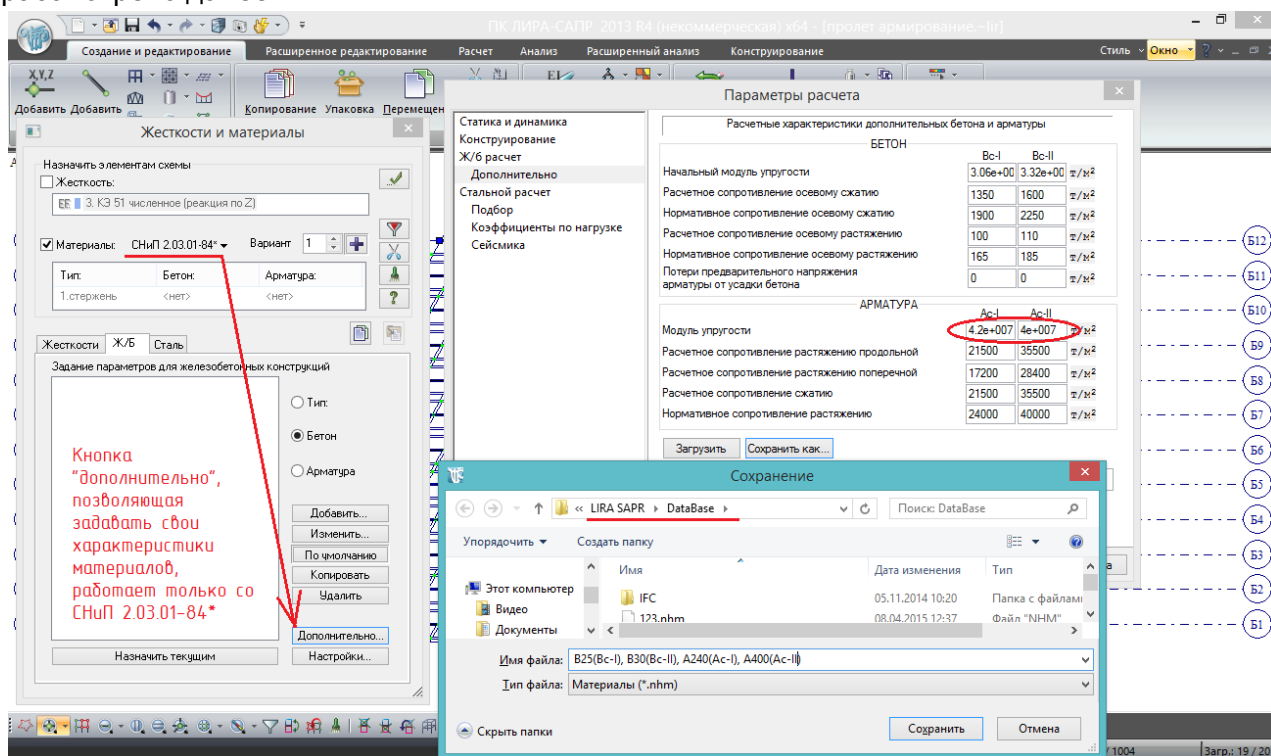 ПК ЛИРА-САПР 2013 R4 (некоммерческая) x64 - [пролет армирование.~lir]
Создание и редактирование Расширенное редактирование Расчет Анализ Расширенный анализ Конструирование Стиль Окно
X,Y,Z
Добавить Добавить Копирование Упаковка Перемещен
Жесткости и материалы
Назначить элементам схемы
Жесткость:
3. КЭ 51 численное (реакция по Z)
Материалы: СНиП 2.03.01-84* Вариант 1
Тип: Бетон: Арматура:
1.стержень <нет> <нет>
Жесткости Ж/Б Сталь
Задание параметров для железобетонных конструкций
Тип:
Бетон
Арматура
Добавить...
Изменить...
По умолчанию
Копировать
Удалить
Дополнительно...
Назначить текущим Настройки...
Кнопка
"дополнительно",
позволяющая
задавать свои
характеристики
материалов,
работает только со
СНиП 2.03.01-84*
Параметры расчета
Статика и динамика
Конструирование
Ж/б расчет
Дополнительно
Стальной расчет
Подбор
Коэффициенты по нагрузке
Сейсмика
Расчетные характеристики дополнительных бетона и арматуры
БЕТОН
Bc-I Bc-II
Начальный модуль упругости 3.06e+00 3.32e+00 т/м²
Расчетное сопротивление осевому сжатию 1350 1600 т/м²
Нормативное сопротивление осевому сжатию 1900 2250 т/м²
Расчетное сопротивление осевому растяжению 100 110 т/м²
Нормативное сопротивление осевому растяжению 165 185 т/м²
Потери предварительного напряжения
арматуры от усадки бетона 0 0 т/м²
АРМАТУРА
Ac-I Ac-II
Модуль упругости 4.2e+007 4e+007 т/м²
Расчетное сопротивление растяжению продольной 21500 35500 т/м²
Расчетное сопротивление растяжению поперечной 17200 28400 т/м²
Расчетное сопротивление сжатию 21500 35500 т/м²
Нормативное сопротивление растяжению 24000 40000 т/м²
Загрузить Сохранить как...
Сохранение
« LIRA SAPR DataBase Поиск: DataBase
Упорядочить Создать папку
Имя Дата изменения Тип
Этот компьютер IFC 05.11.2014 10:20 Папка с файлами
Видео 123.nhm 08.04.2015 12:37 Файл "NHM"
Документы
Имя файла: B25(Bc-I), B30(Bc-II), A240(Ac-I), A400(Ac-II)
Тип файла: Материалы (*.nhm)
Скрыть папки Сохранить Отмена
Б12
Б11
Б10
Б9
Б8
Б7
Б6
Б5
Б4
Б3
Б2
Б1
/ 1004 Загр.: 19 / 20